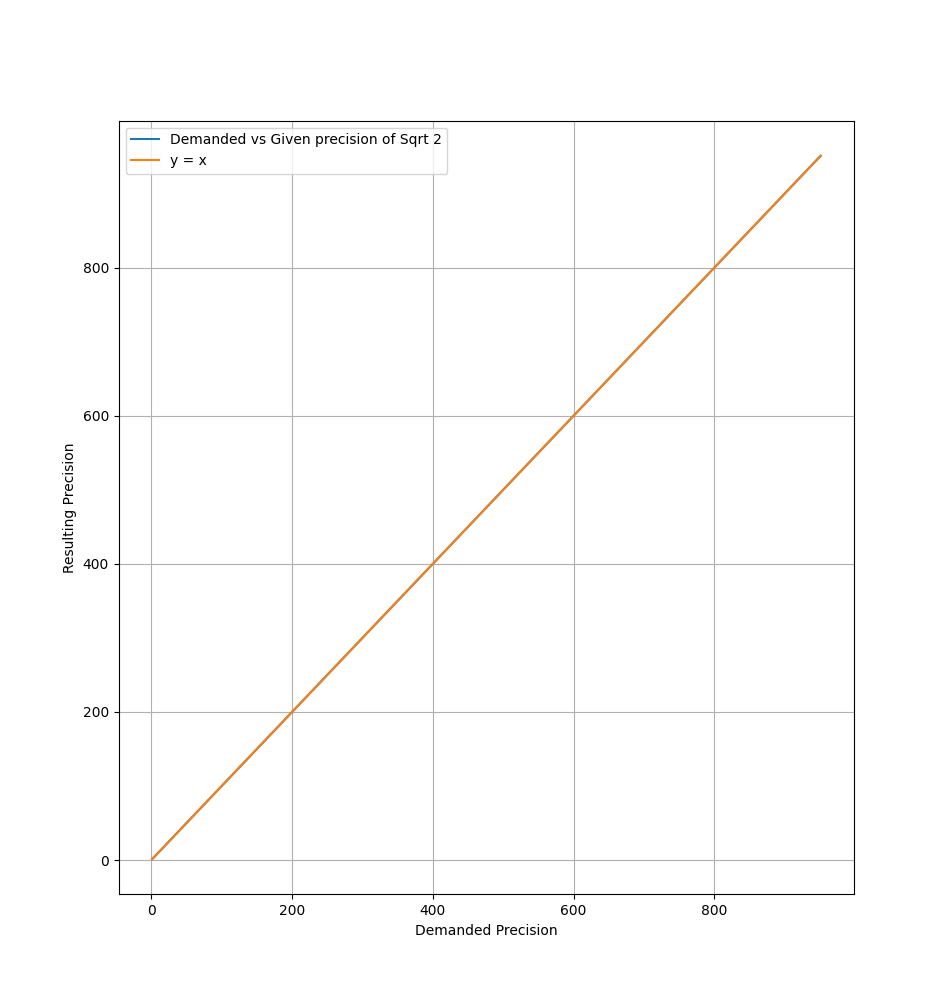 Demanded vs Given precision of Sqrt 2
y = x
800
600
400
200
0
Resulting Precision
0 200 400 600 800
Demanded Precision